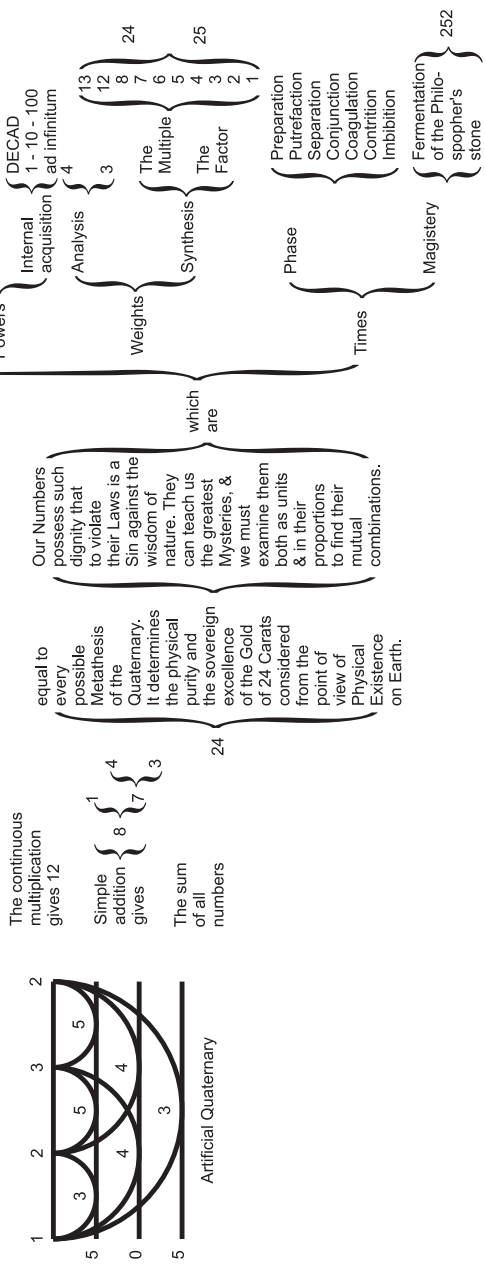 1 2 3 2
3 5 5
4 4
3
5
0
5
Artificial Quaternary
The continuous
multiplication
gives 12
Simple
addition
gives
8
1
7
4
3
The sum
of all
numbers
24
equal to
every
possible
Metathesis
of the
Quaternary.
It determines
the physical
purity and
the sovereign
excellence
of the Gold
of 24 Carats
considered
from the
point of
view of
Physical
Existence
on Earth.
Our Numbers
possess such
dignity that
to violate
their Laws is a
Sin against the
wisdom of
nature. They
can teach us
the greatest
Mysteries, &
we must
examine them
both as units
& in their
proportions
to find their
mutual
combinations.
which
are
Internal
acquisition
DECAD
1 - 10 - 100
ad infinitum
Weights
Analysis
4
3
Synthesis
The
Multiple
The
Factor
13
12
8
7
6
5
4
3
2
1
24
25
Times
Phase
Preparation
Putrefaction
Separation
Conjunction
Coagulation
Contrition
Imbibition
Magistery
Fermentation
of the Philo-
spopher's
stone
252